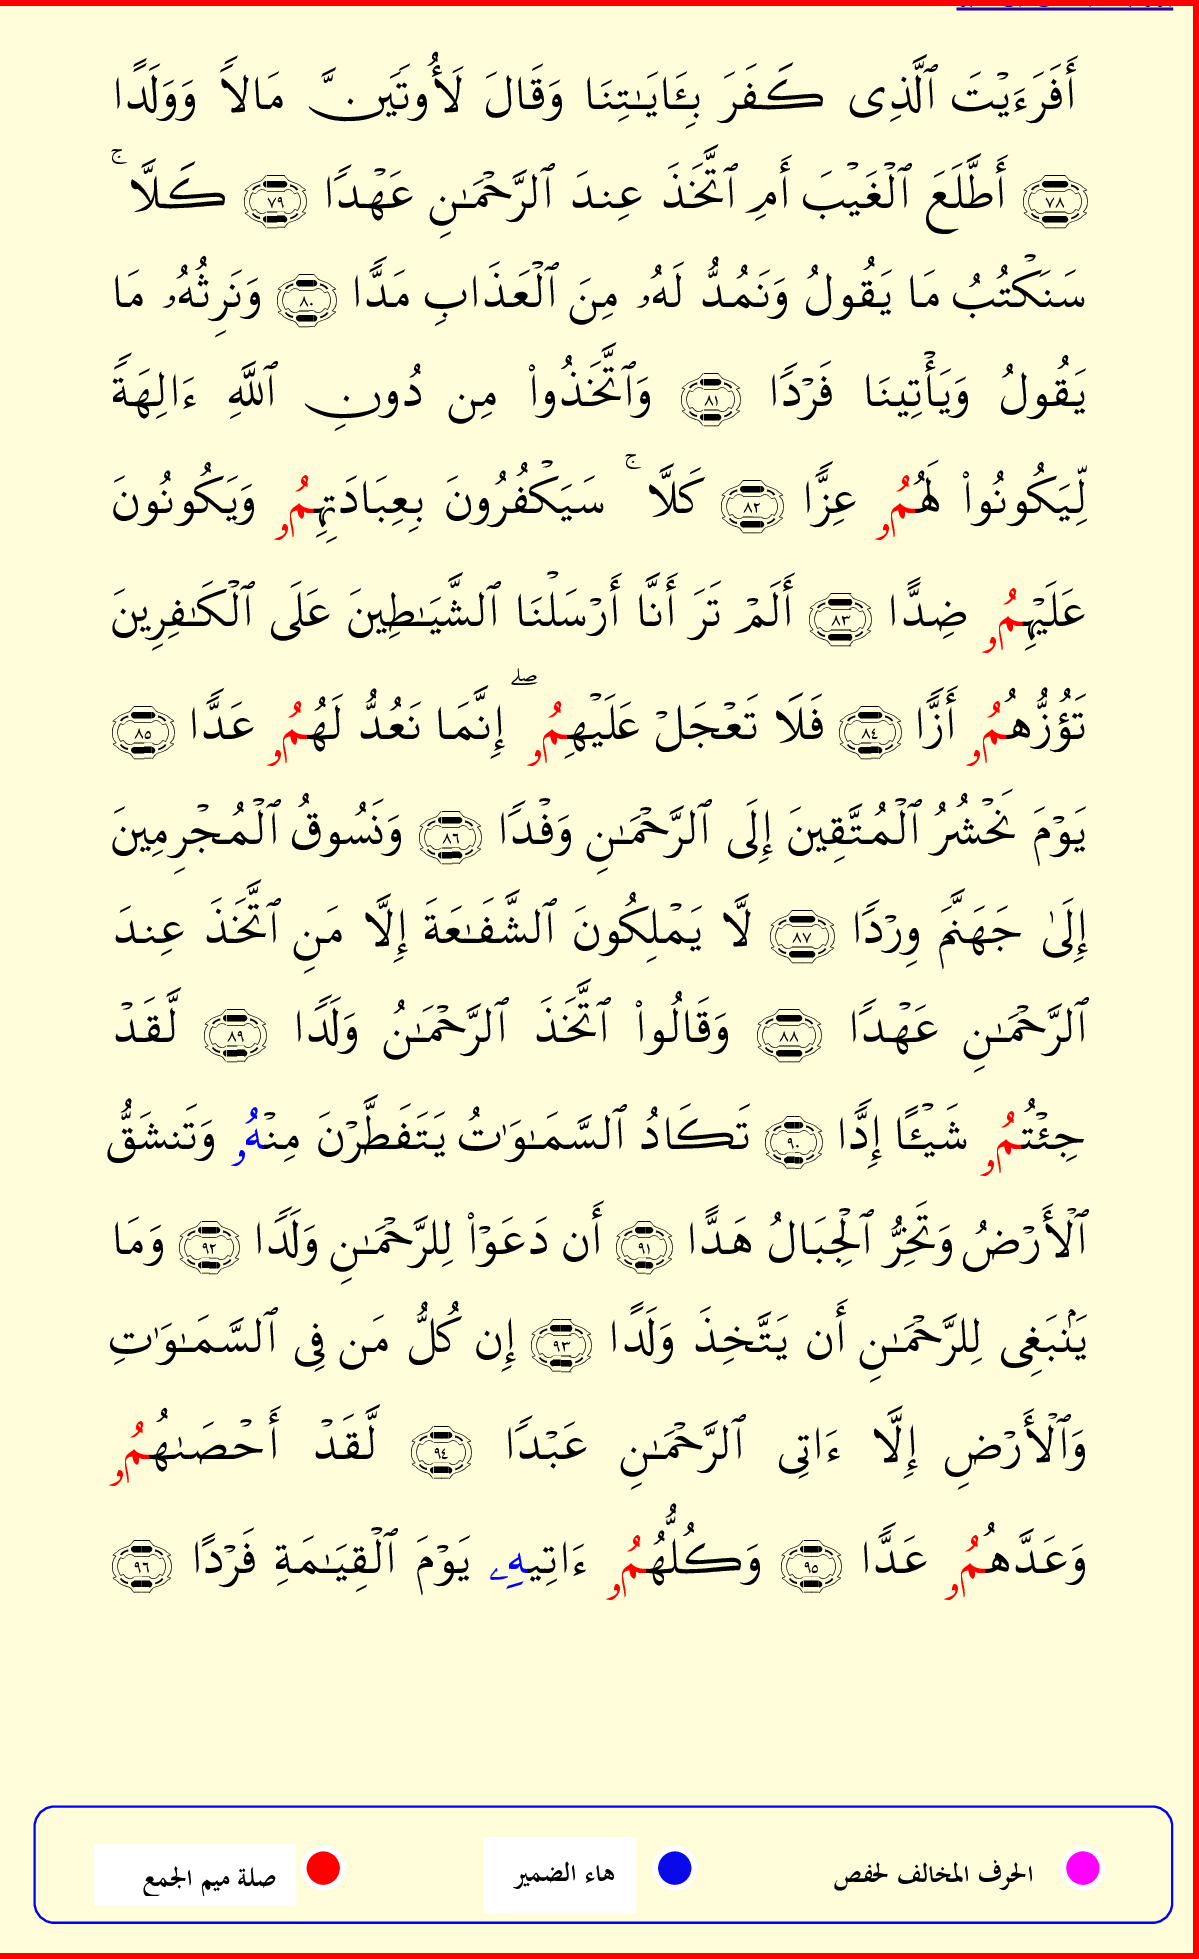 أَفَرَءَيْتَ ٱلَّذِى كَفَرَ بِـَٔايَـٰتِنَا وَقَالَ لَأُوتَيَنَّ مَالًا وَوَلَدًا
﴿٧٨﴾ أَطَّلَعَ ٱلْغَيْبَ أَمِ ٱتَّخَذَ عِندَ ٱلرَّحْمَـٰنِ عَهْدًا ﴿٧٩﴾ كَلَّا ۚ
سَنَكْتُبُ مَا يَقُولُ وَنَمُدُّ لَهُۥ مِنَ ٱلْعَذَابِ مَدًّا ﴿٨٠﴾ وَنَرِثُهُۥ مَا
يَقُولُ وَيَأْتِينَا فَرْدًا ﴿٨١﴾ وَٱتَّخَذُوا۟ مِن دُونِ ٱللَّهِ ءَالِهَةً
لِّيَكُونُوا۟ لَهُمُۥ عِزًّا ﴿٨٢﴾ كَلَّا ۚ سَيَكْفُرُونَ بِعِبَادَتِهِمُۥ وَيَكُونُونَ
عَلَيْهِمُۥ ضِدًّا ﴿٨٣﴾ أَلَمْ تَرَ أَنَّا أَرْسَلْنَا ٱلشَّيَـٰطِينَ عَلَى ٱلْكَـٰفِرِينَ
تَؤُزُّهُمُۥ أَزًّا ﴿٨٤﴾ فَلَا تَعْجَلْ عَلَيْهِمُۥ ۖ إِنَّمَا نَعُدُّ لَهُمُۥ عَدًّا ﴿٨٥﴾
يَوْمَ نَحْشُرُ ٱلْمُتَّقِينَ إِلَى ٱلرَّحْمَـٰنِ وَفْدًا ﴿٨٦﴾ وَنَسُوقُ ٱلْمُجْرِمِينَ
إِلَىٰ جَهَنَّمَ وِرْدًا ﴿٨٧﴾ لَّا يَمْلِكُونَ ٱلشَّفَـٰعَةَ إِلَّا مَنِ ٱتَّخَذَ عِندَ
ٱلرَّحْمَـٰنِ عَهْدًا ﴿٨٨﴾ وَقَالُوا۟ ٱتَّخَذَ ٱلرَّحْمَـٰنُ وَلَدًا ﴿٨٩﴾ لَّقَدْ
جِئْتُمُۥ شَيْـًٔا إِدًّا ﴿٩٠﴾ تَكَادُ ٱلسَّمَـٰوَٰتُ يَتَفَطَّرْنَ مِنْهُۥ وَتَنشَقُّ
ٱلْأَرْضُ وَتَخِرُّ ٱلْجِبَالُ هَدًّا ﴿٩١﴾ أَن دَعَوْا۟ لِلرَّحْمَـٰنِ وَلَدًا ﴿٩٢﴾ وَمَا
يَنۢبَغِى لِلرَّحْمَـٰنِ أَن يَتَّخِذَ وَلَدًا ﴿٩٣﴾ إِن كُلُّ مَن فِى ٱلسَّمَـٰوَٰتِ
وَٱلْأَرْضِ إِلَّا ءَاتِى ٱلرَّحْمَـٰنِ عَبْدًا ﴿٩٤﴾ لَّقَدْ أَحْصَىٰهُمُۥ
وَعَدَّهُمُۥ عَدًّا ﴿٩٥﴾ وَكُلُّهُمُۥ ءَاتِيهِۦ يَوْمَ ٱلْقِيَـٰمَةِ فَرْدًا ﴿٩٦﴾
الحرف المخالف لحفص هاء الضمير صلة ميم الجمع